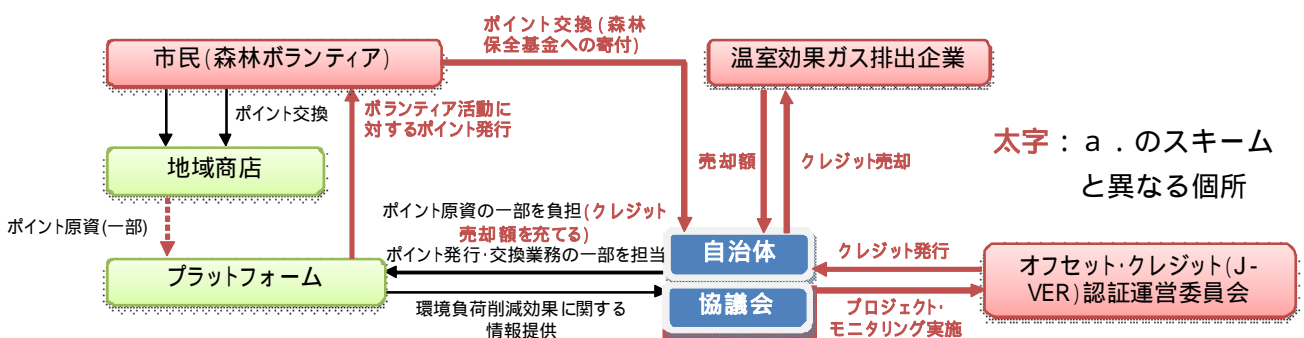 ポイント交換(森林
保全基金への寄付)
市民(森林ボランティア)
温室効果ガス排出企業
ポイント交換
ボランティア活動に
対するポイント発行
売却額
クレジット売却
太字：a．のスキーム
と異なる個所
地域商店
ポイント原資(一部)
ポイント原資の一部を負担(クレジット
売却額を充てる)
ポイント発行・交換業務の一部を担当
自治体
クレジット発行
プラットフォーム
オフセット・クレジット(J-
VER)認証運営委員会
協議会
環境負荷削減効果に関する
情報提供
プロジェクト・
モニタリング実施